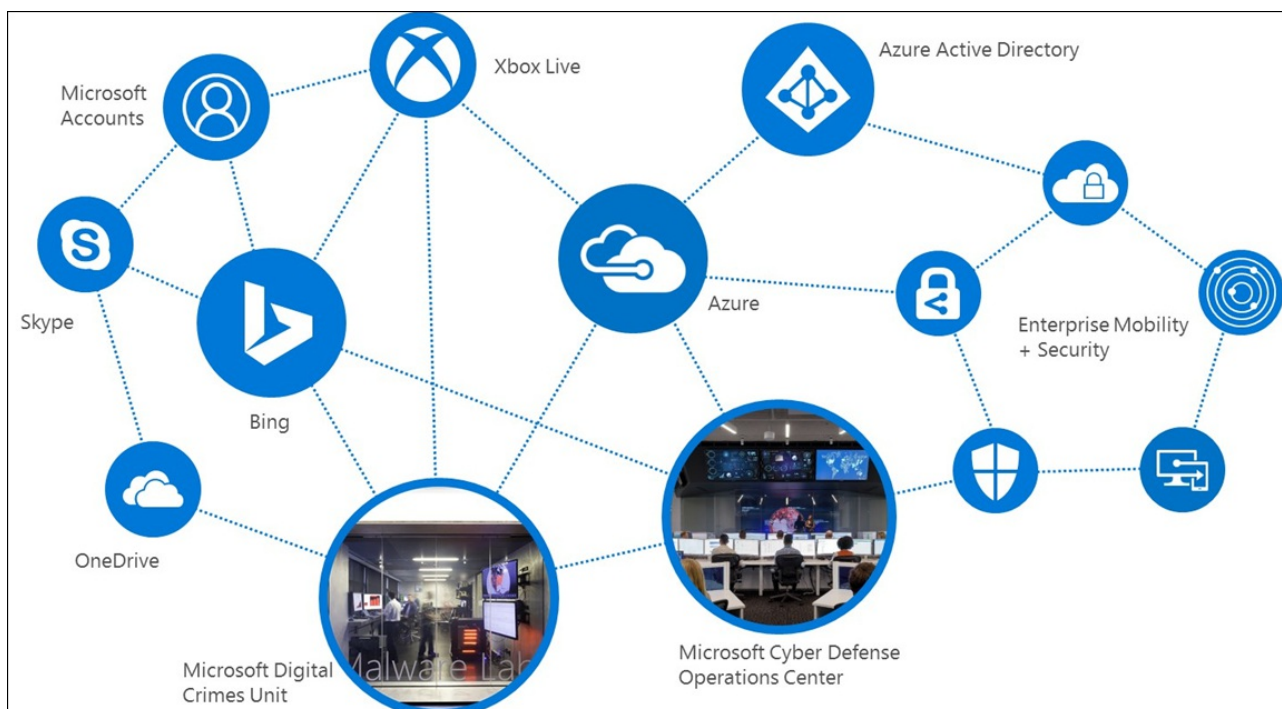 Azure Active Directory
Xbox Live
Microsoft
Accounts
Skype
Azure
Enterprise Mobility
+ Security
Bing
OneDrive
Microsoft Digital
Crimes Unit
Malware Lab
Microsoft Cyber Defense
Operations Center